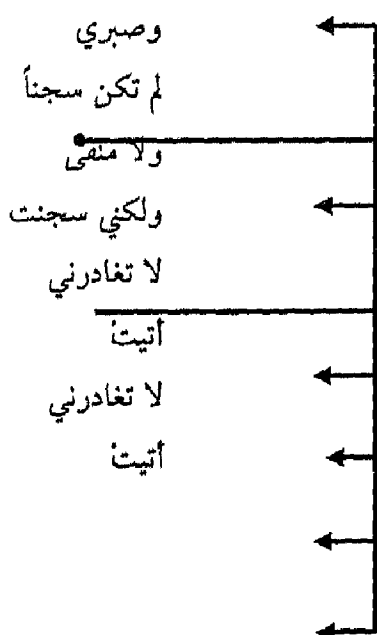 وصبري
لم تكن سجناً
ولا منفى
ولكني سجنت
لا تغادرني
أتيتُ
لا تغادرني
أتيتُ